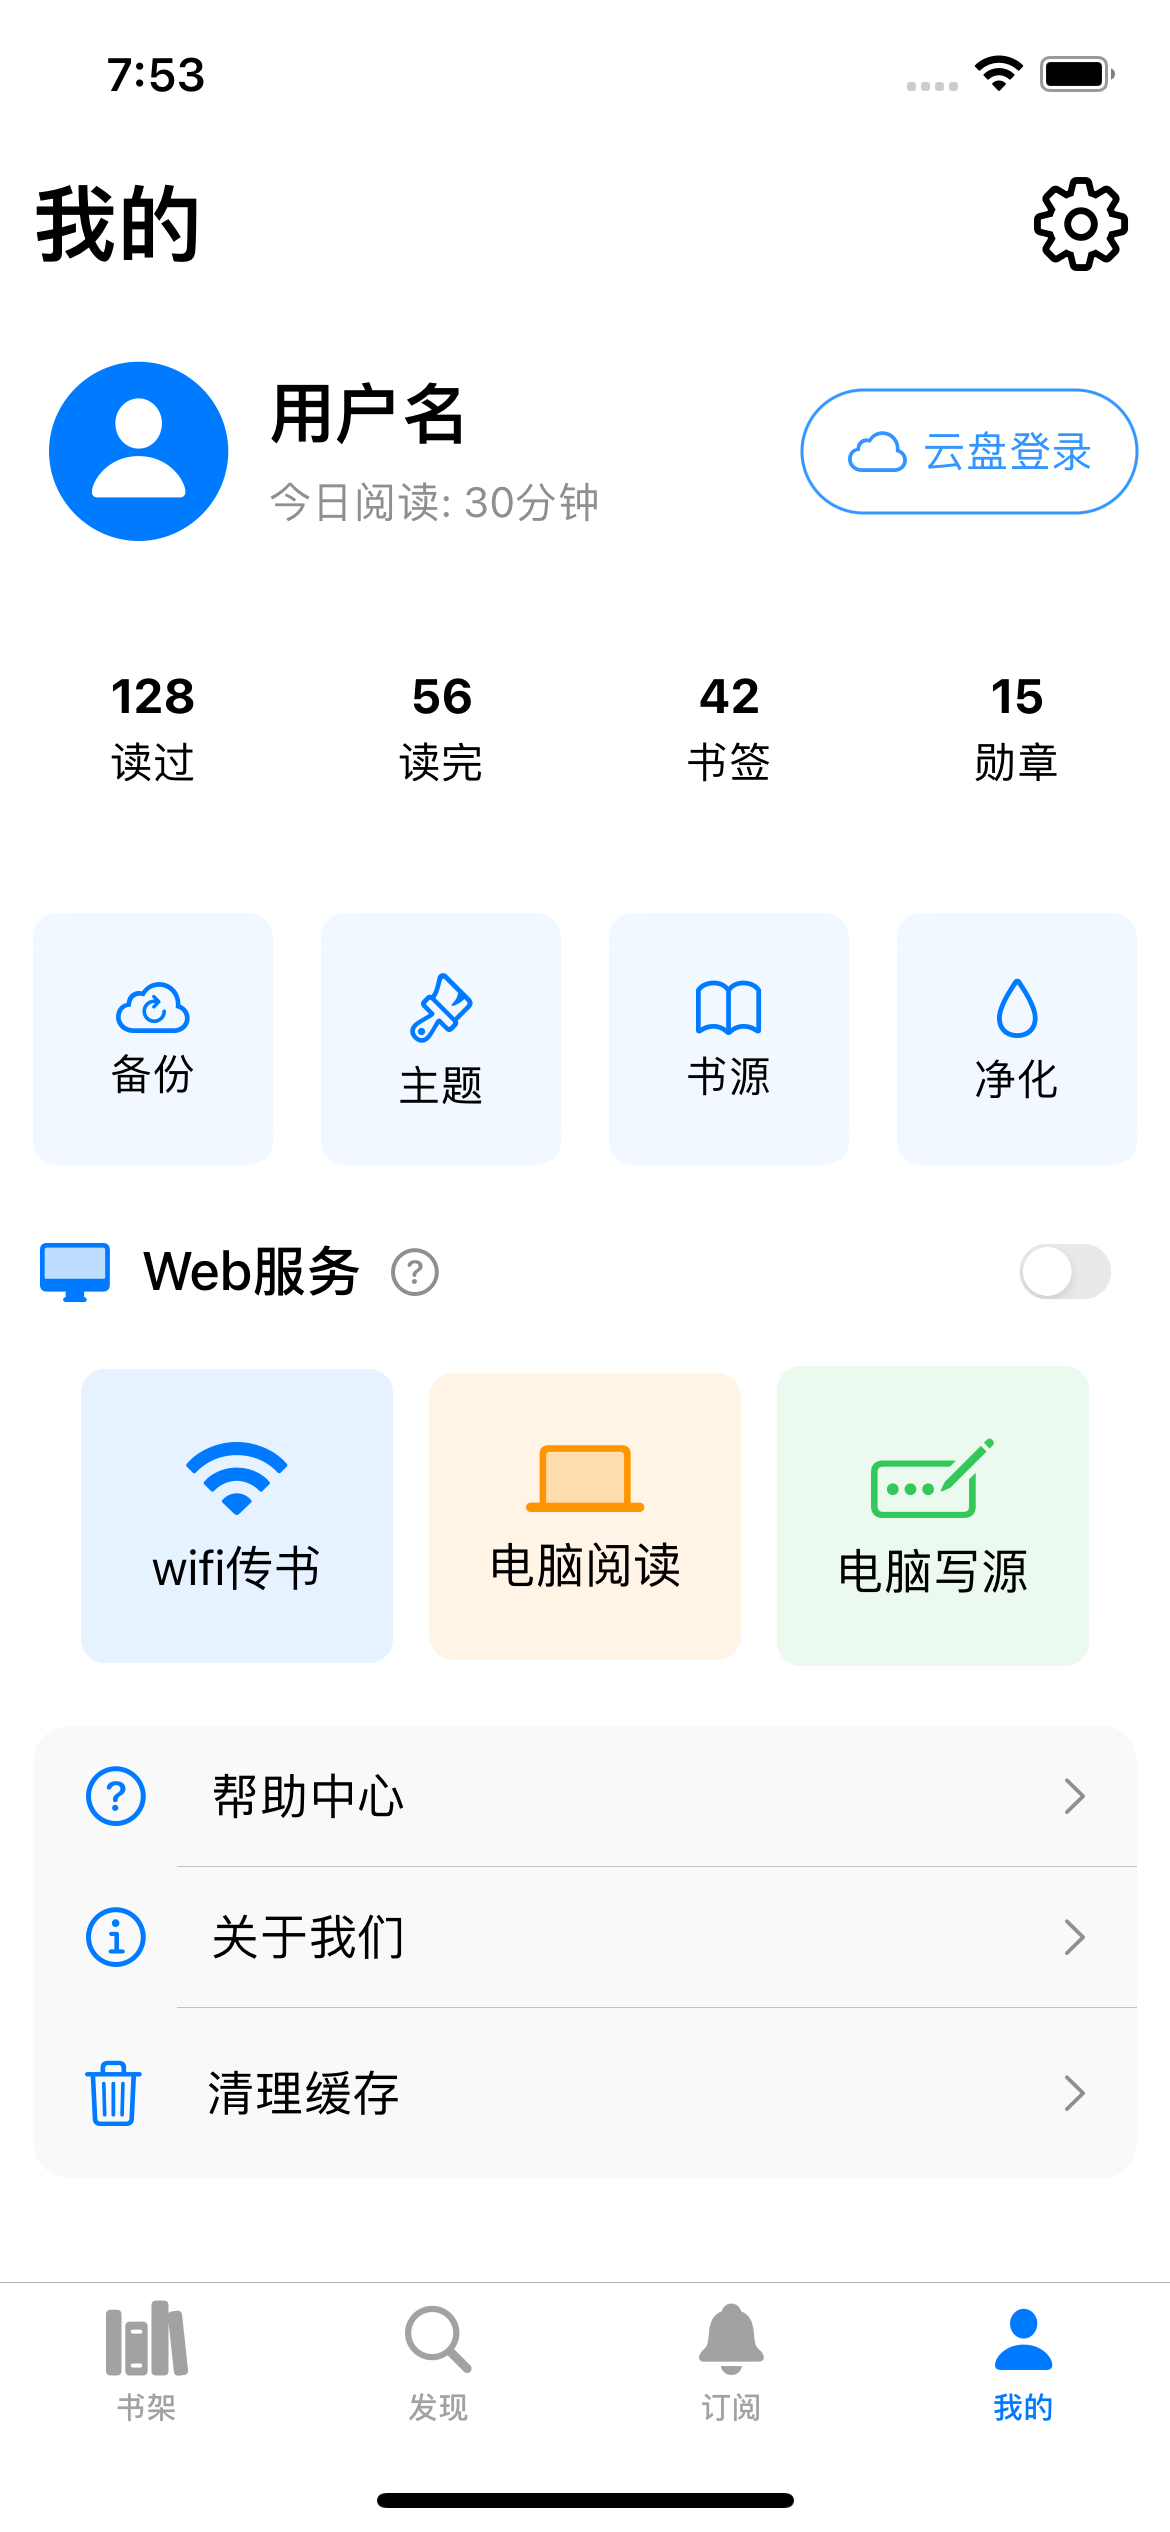 7:53
我的
用户名
今日阅读: 30分钟
云盘登录
128
56
42
15
读过
读完
书签
勋章
备份
主题
书源
净化
Web服务
wifi传书
电脑阅读
电脑写源
帮助中心
关于我们
清理缓存
书架
发现
订阅
我的